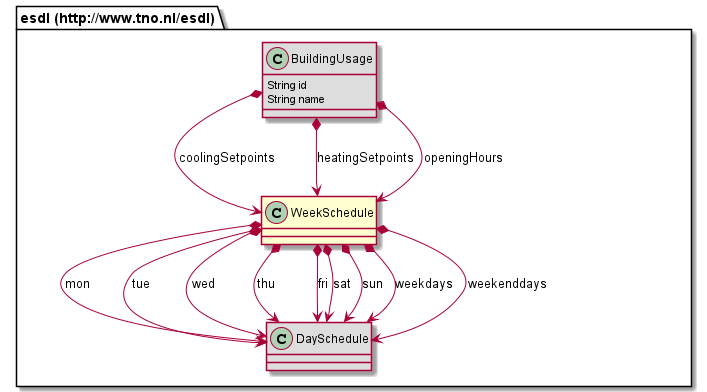 esdl (http://www.tno.nl/esdl)
C BuildingUsage
String id
String name
coolingSetpoints heatingSetpoints openingHours
C WeekSchedule
mon tue wed thu fri sat sun weekdays weekenddays
C DaySchedule